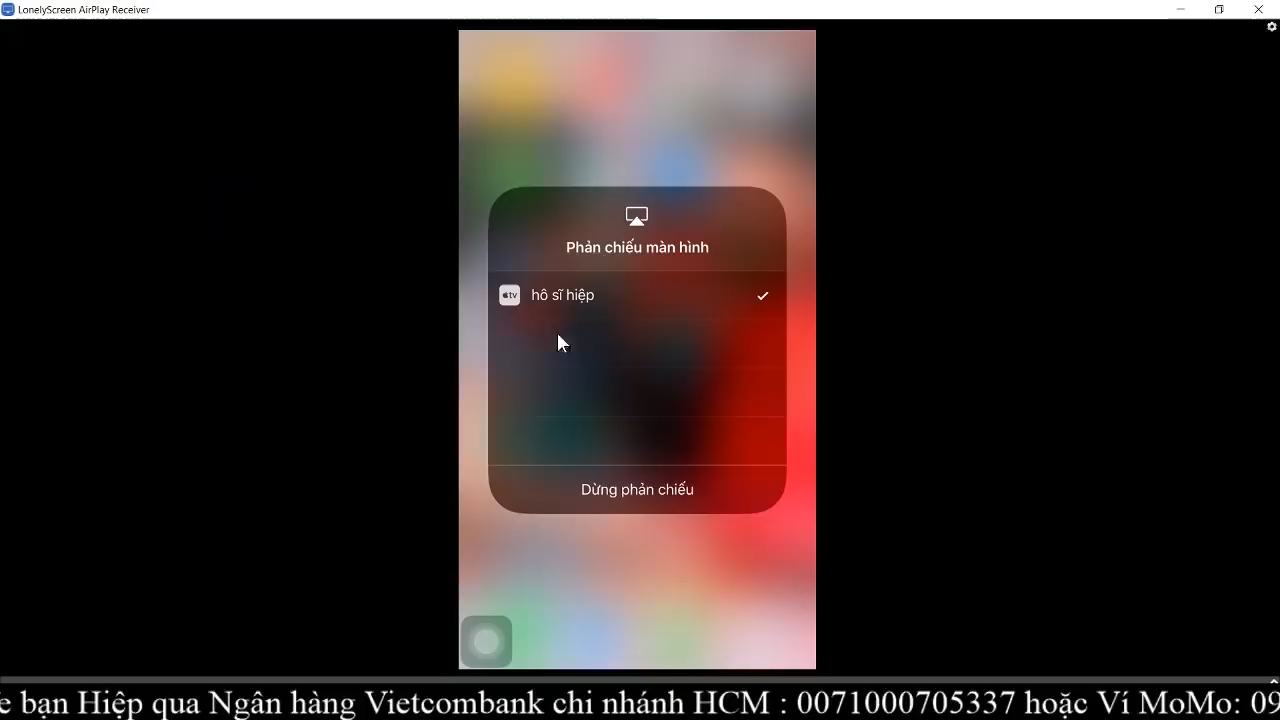 LonelyScreen AirPlay Receiver
Phản chiếu màn hình
tv hô sĩ hiệp
Dừng phản chiếu
bạn Hiệp qua Ngân hàng Vietcombank chi nhánh HCM : 0071000705337 hoặc Ví MoMo: 09